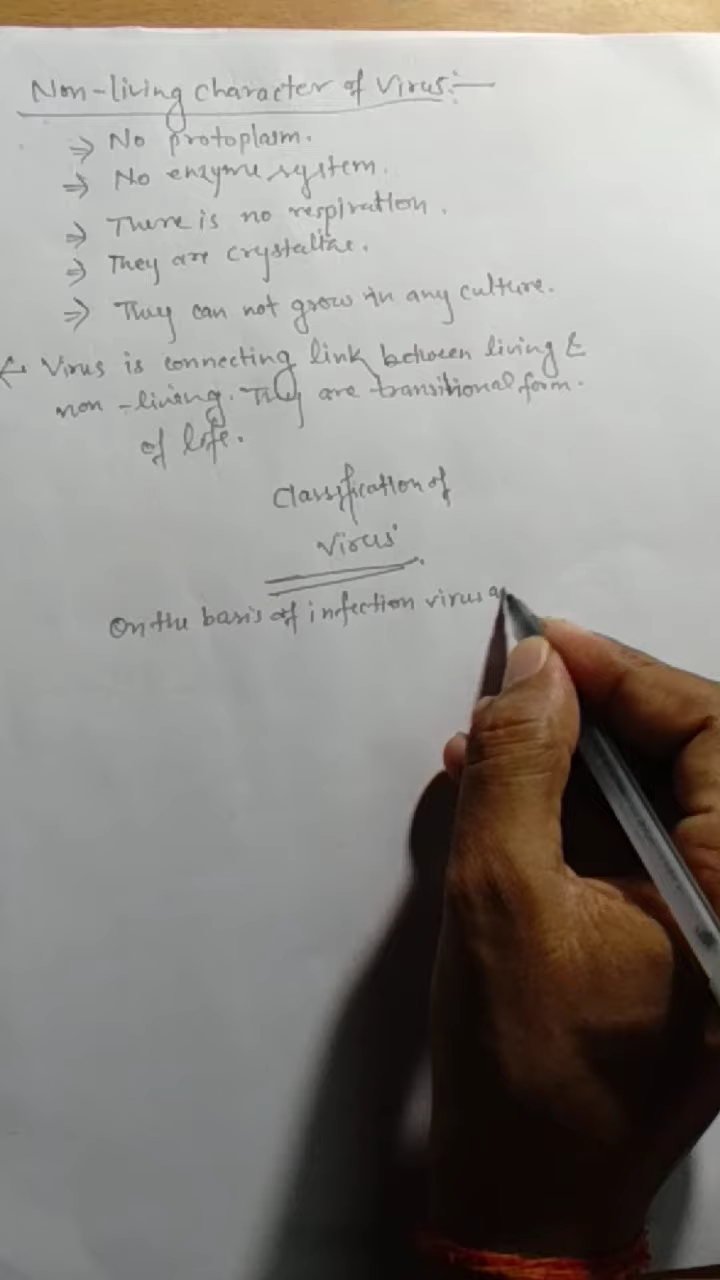 Non-living character of Virus:-
⇒ No protoplasm.
⇒ No enzyme system.
⇒ There is no respiration.
⇒ They are crystallae.
⇒ They can not grow in any culture.
Virus is connecting link between living &
non-living. They are transitional form.
of life.
Classification of
Virus
On the basis of infection virus a